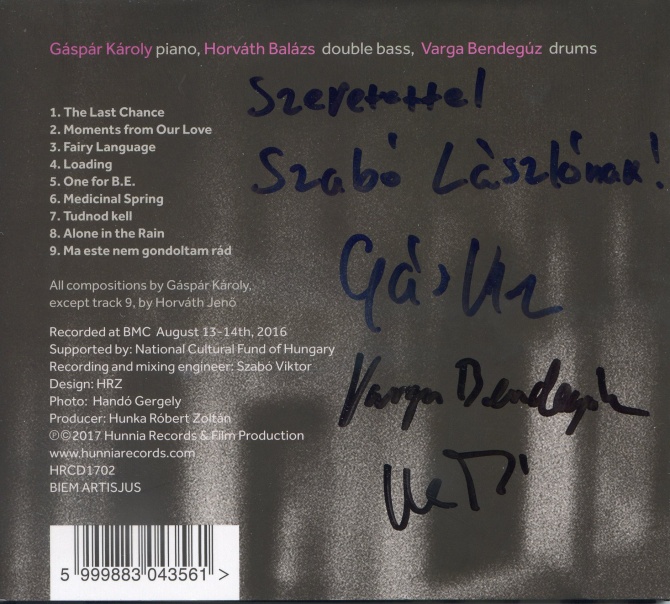 Gáspár Károly piano, Horváth Balázs double bass, Varga Bendegúz drums
Szeretettel
Szabó Lászlónak!
1. The Last Chance
2. Moments from Our Love
3. Fairy Language
4. Loading
5. One for B.E.
6. Medicinal Spring
7. Tudnod kell
8. Alone in the Rain
9. Ma este nem gondoltam rád
All compositions by Gáspár Károly,
except track 9, by Horváth Jenő
Recorded at BMC August 13-14th, 2016
Supported by: National Cultural Fund of Hungary
Recording and mixing engineer: Szabó Viktor
Design: HRZ
Photo: Handó Gergely
Producer: Hunka Róbert Zoltán
℗©2017 Hunnia Records & Film Production
www.hunniarecords.com
HRCD1702
BIEM ARTISJUS
Varga Bendegúz
5 999883 043561 >